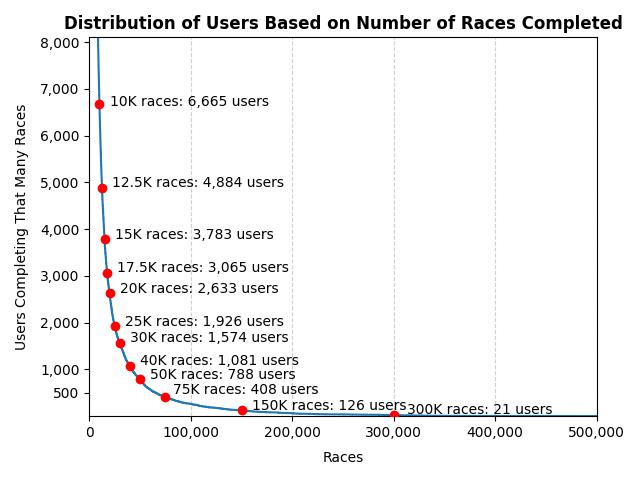 Distribution of Users Based on Number of Races Completed
Users Completing That Many Races
8,000
7,000
6,000
5,000
4,000
3,000
2,000
1,000
500
10K races: 6,665 users
12.5K races: 4,884 users
15K races: 3,783 users
17.5K races: 3,065 users
20K races: 2,633 users
25K races: 1,926 users
30K races: 1,574 users
40K races: 1,081 users
50K races: 788 users
75K races: 408 users
150K races: 126 users
300K races: 21 users
0
100,000
200,000
300,000
400,000
500,000
Races